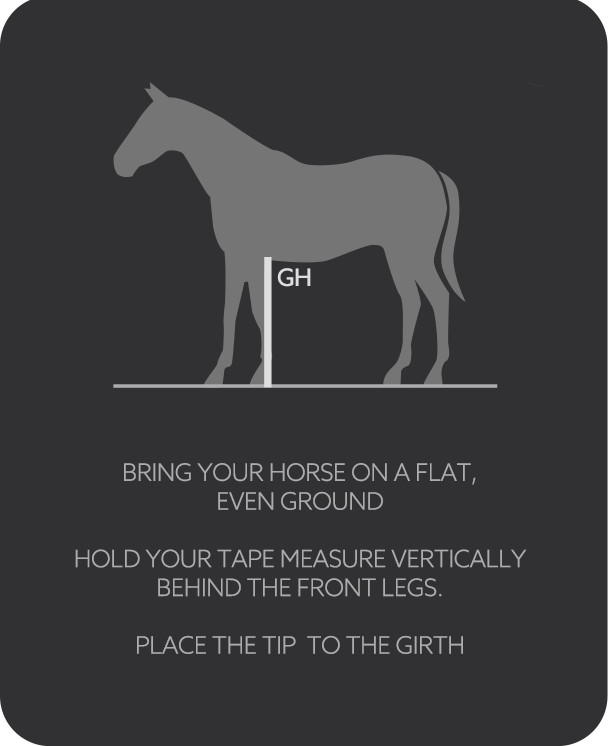 GH
BRING YOUR HORSE ON A FLAT,
EVEN GROUND
HOLD YOUR TAPE MEASURE VERTICALLY
BEHIND THE FRONT LEGS.
PLACE THE TIP  TO THE GIRTH